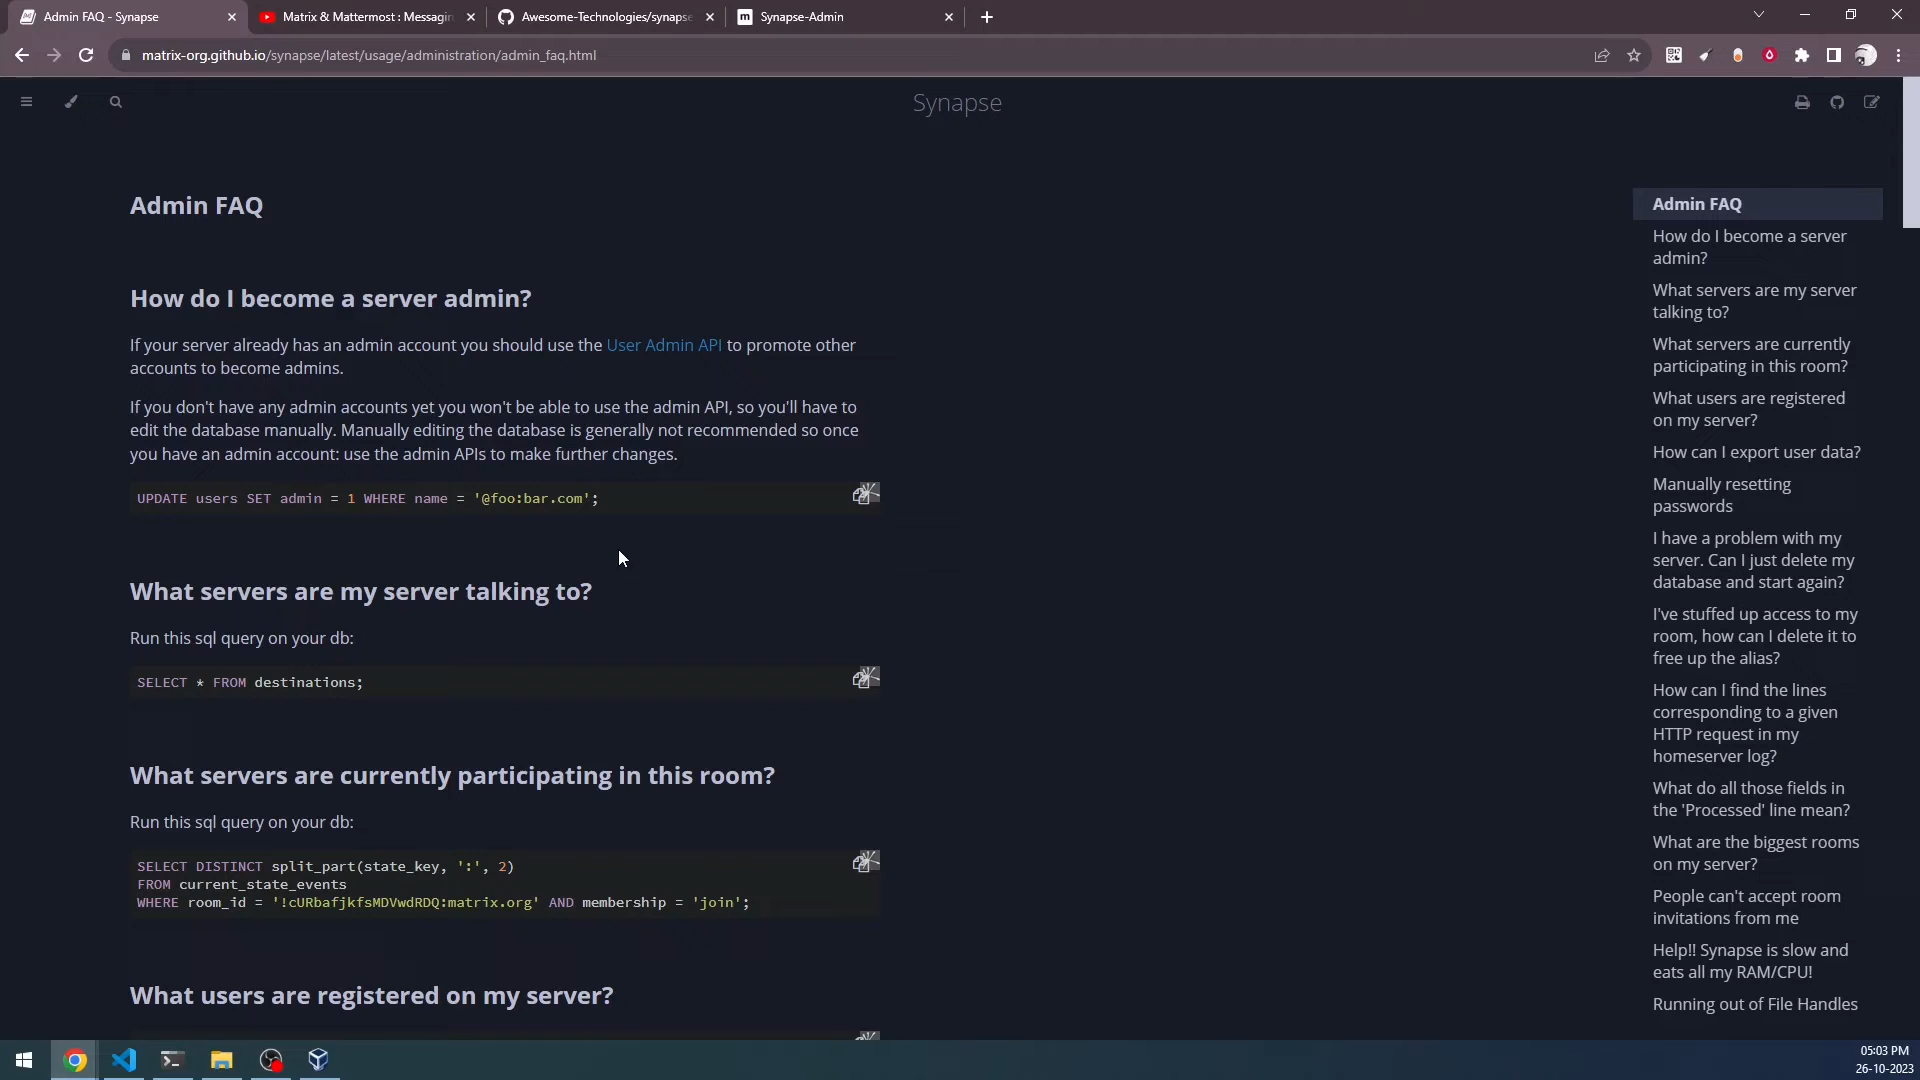 Admin FAQ - Synapse
Matrix & Mattermost : Messagin
Awesome-Technologies/synapse
Synapse-Admin
matrix-org.github.io/synapse/latest/usage/administration/admin_faq.html
Synapse
Admin FAQ
How do I become a server admin?
If your server already has an admin account you should use the User Admin API to promote other
accounts to become admins.
If you don't have any admin accounts yet you won't be able to use the admin API, so you'll have to
edit the database manually. Manually editing the database is generally not recommended so once
you have an admin account: use the admin APIs to make further changes.
UPDATE users SET admin = 1 WHERE name = '@foo:bar.com';
What servers are my server talking to?
Run this sql query on your db:
SELECT * FROM destinations;
What servers are currently participating in this room?
Run this sql query on your db:
SELECT DISTINCT split_part(state_key, ':', 2)
FROM current_state_events
WHERE room_id = '!cURbafjkfsMDVwdRDQ:matrix.org' AND membership = 'join';
What users are registered on my server?
Admin FAQ
How do I become a server
admin?
What servers are my server
talking to?
What servers are currently
participating in this room?
What users are registered
on my server?
How can I export user data?
Manually resetting
passwords
I have a problem with my
server. Can I just delete my
database and start again?
I've stuffed up access to my
room, how can I delete it to
free up the alias?
How can I find the lines
corresponding to a given
HTTP request in my
homeserver log?
What do all those fields in
the 'Processed' line mean?
What are the biggest rooms
on my server?
People can't accept room
invitations from me
Help!! Synapse is slow and
eats all my RAM/CPU!
Running out of File Handles
05:03 PM
26-10-2023